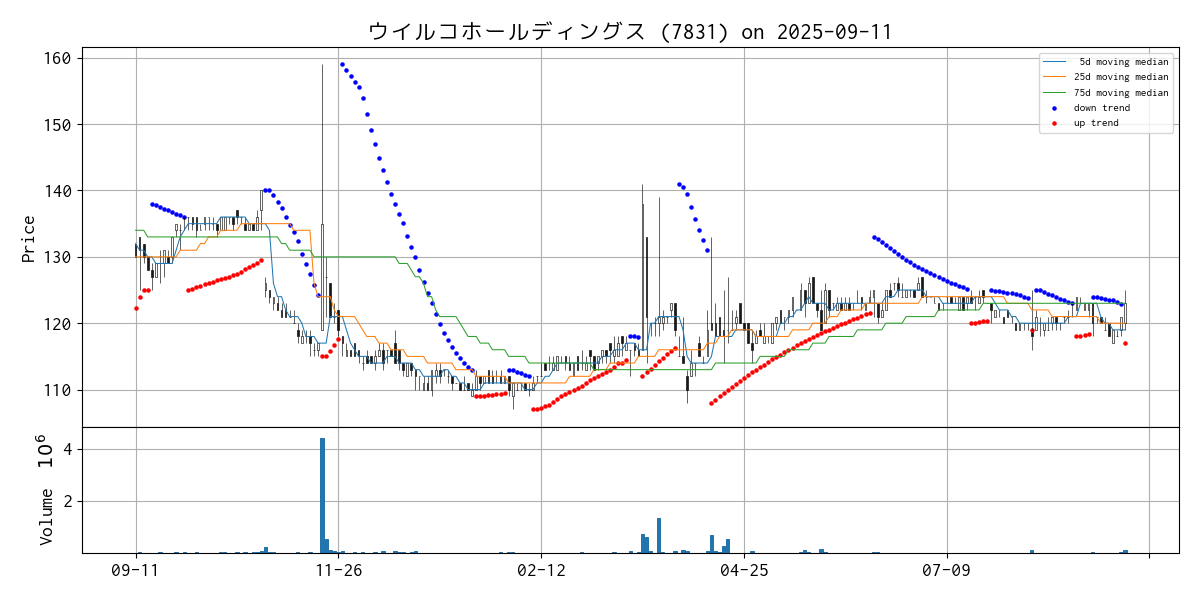 ウイルコホールディングス (7831) on 2025-09-11
160
150
140
130
120
110
Price
5d moving median
25d moving median
75d moving median
down trend
up trend
4
2
Volume 10^6
09-11
11-26
02-12
04-25
07-09